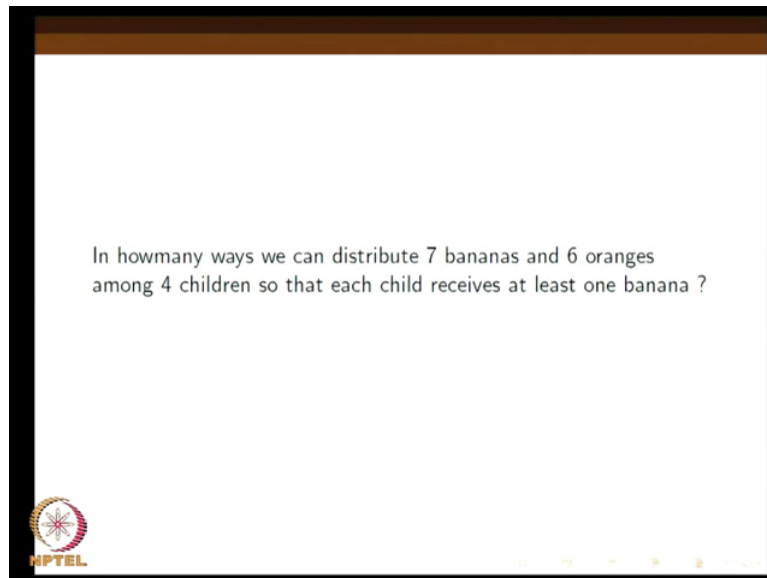 In howmany ways we can distribute 7 bananas and 6 oranges
among 4 children so that each child receives at least one banana ?
NPTEL